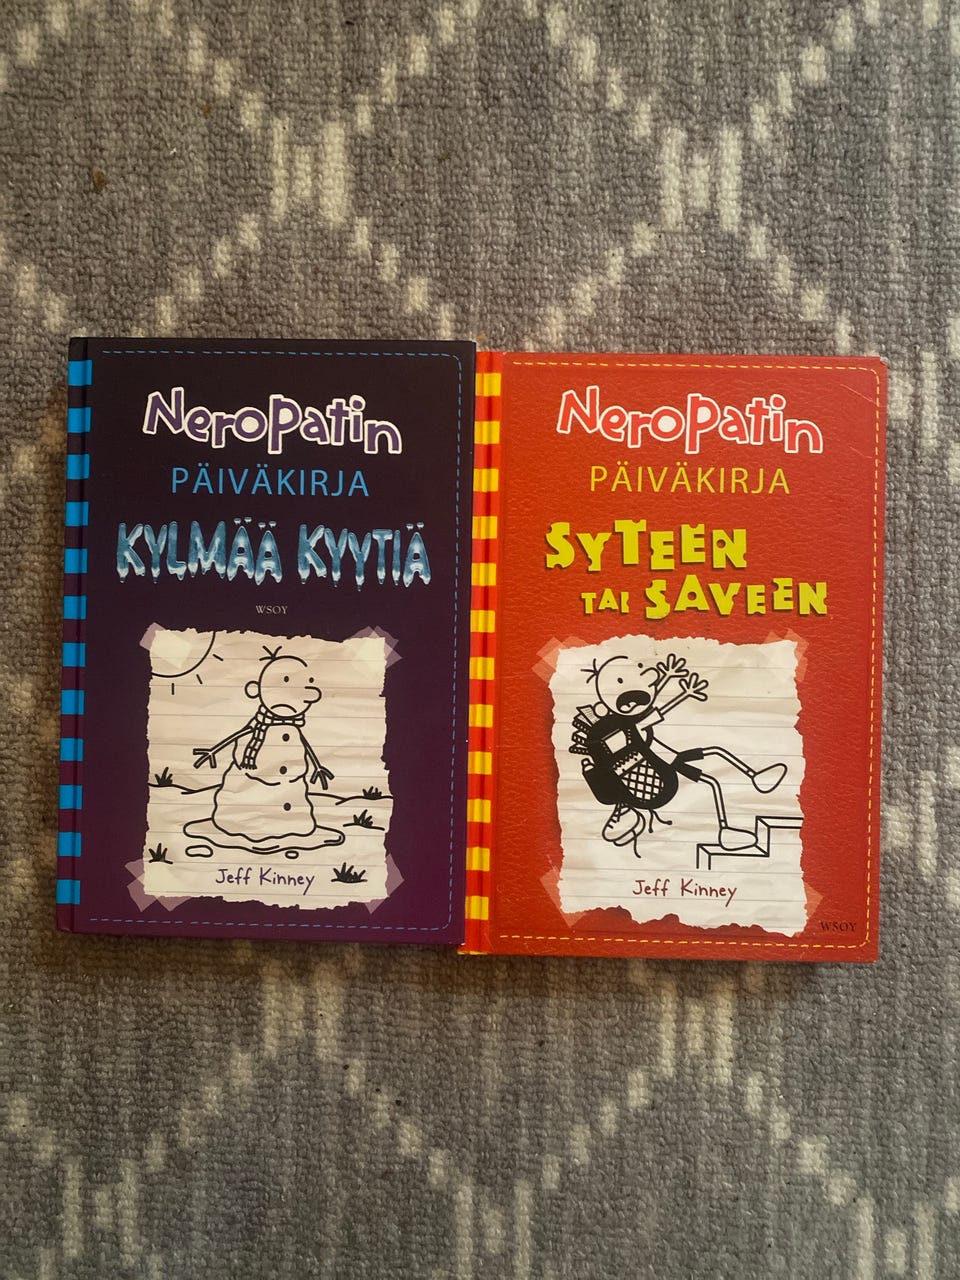 Neropatin
PÄIVÄKIRJA
KYLMÄÄ KYYTIÄ
WSOY
Jeff Kinney
Neropatin
PÄIVÄKIRJA
SYTEEN
TAI SAVEEN
Jeff Kinney
WSOY